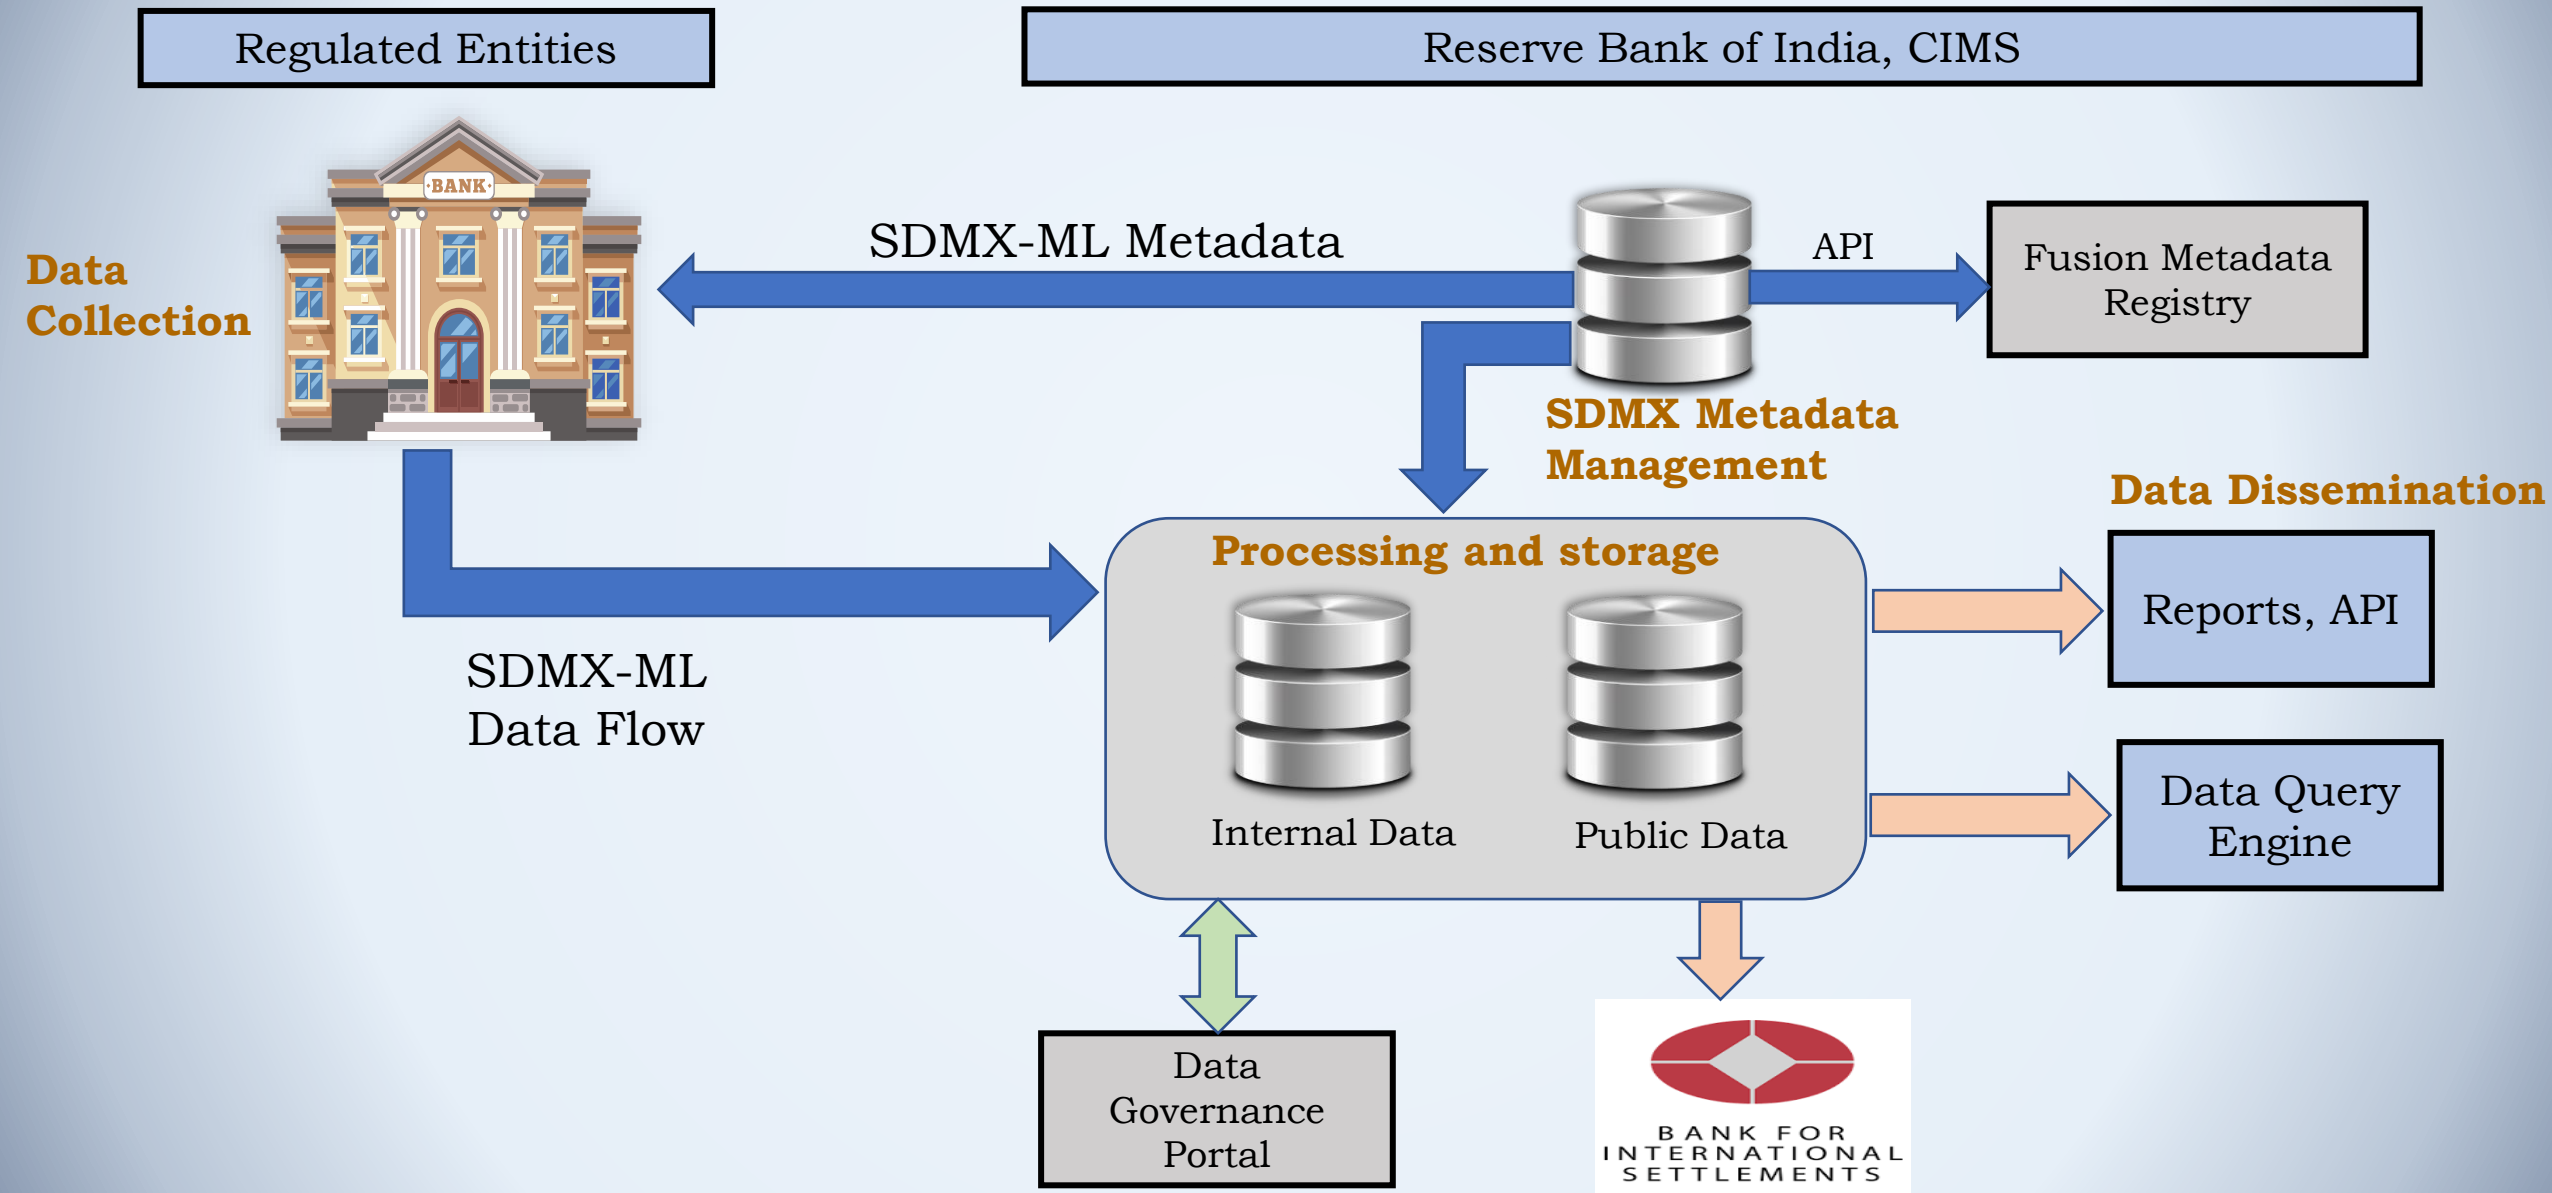 Regulated Entities
Reserve Bank of India, CIMS
·BANK·
Data
Collection
SDMX-ML Metadata
API
Fusion Metadata
Registry
SDMX Metadata
Management
Data Dissemination
Processing and storage
Reports, API
SDMX-ML
Data Flow
Internal Data
Public Data
Data Query
Engine
Data
Governance
Portal
BANK FOR
INTERNATIONAL
SETTLEMENTS